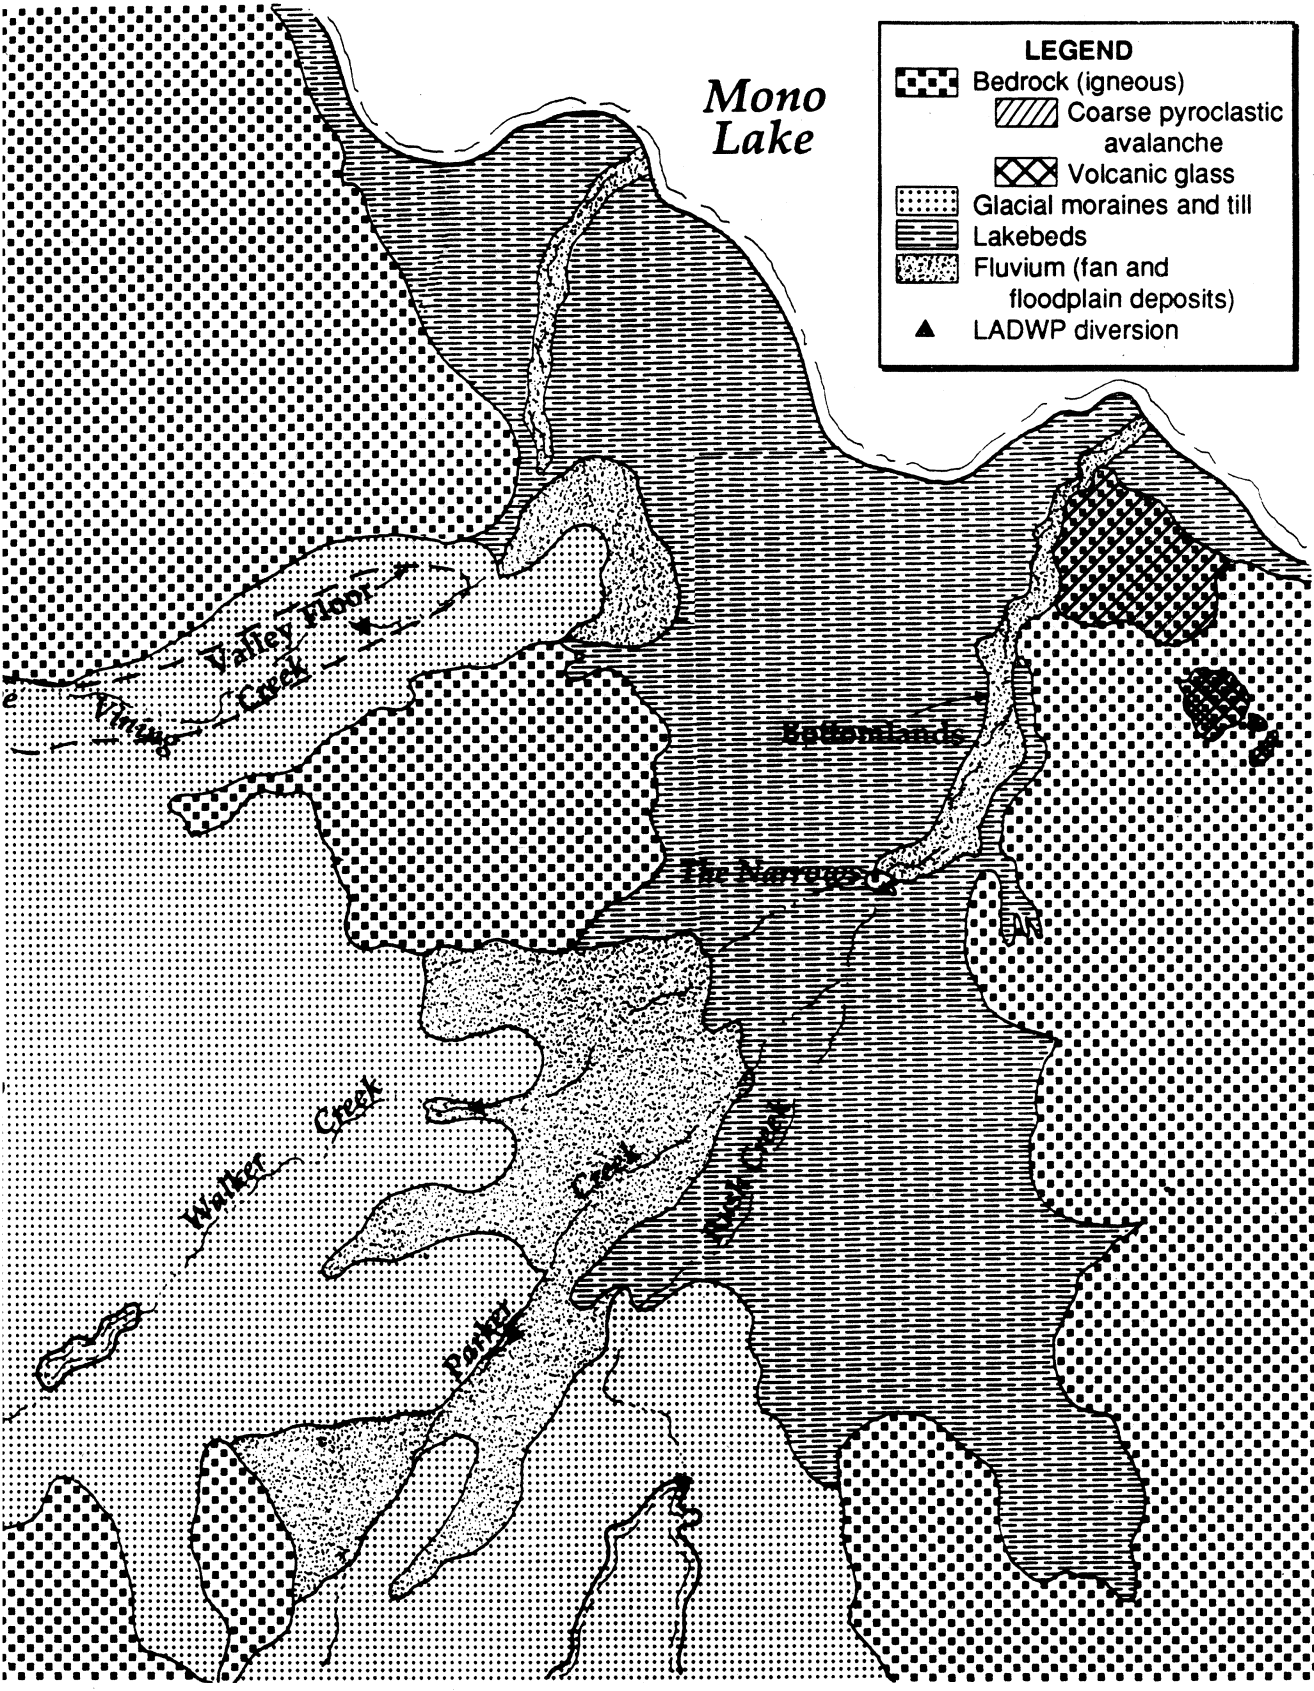 Mono
Lake
LEGEND
Bedrock (igneous)
Coarse pyroclastic
avalanche
Volcanic glass
Glacial moraines and till
Lakebeds
Fluvium (fan and
floodplain deposits)
LADWP diversion
Valley Floor
e
Vining
Creek
Bottomlands
The Narrows
Walker
Creek
Creek
Rush Creek
Parker